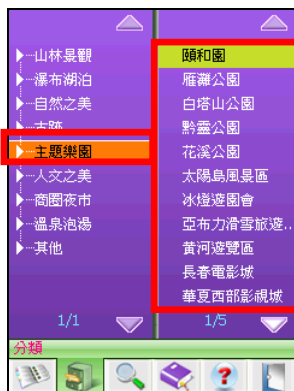 山林景觀
瀑布湖泊
自然之美
古蹟
主題樂園
人文之美
商圈夜市
溫泉泡湯
其他
1/1
頤和園
雁灘公園
白塔山公園
黔靈公園
花溪公園
太陽島風景區
冰燈遊園會
亞布力滑雪旅遊..
黃河遊覽區
長春電影城
華夏西部影視城
1/5
分類